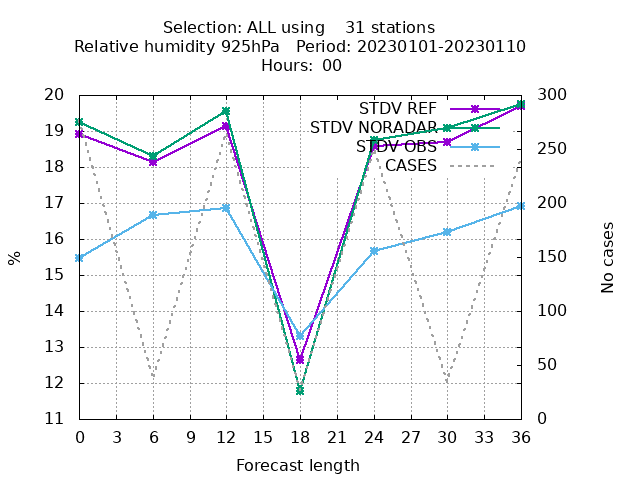 Selection: ALL using    31 stations
Relative humidity 925hPa   Period: 20230101-20230110
Hours: 00
STDV REF
STDV NORADAR
STDV OBS
CASES
20
19
18
17
16
15
14
13
12
11
300
250
200
150
100
50
0
%
No cases
0 3 6 9 12 15 18 21 24 27 30 33 36
Forecast length